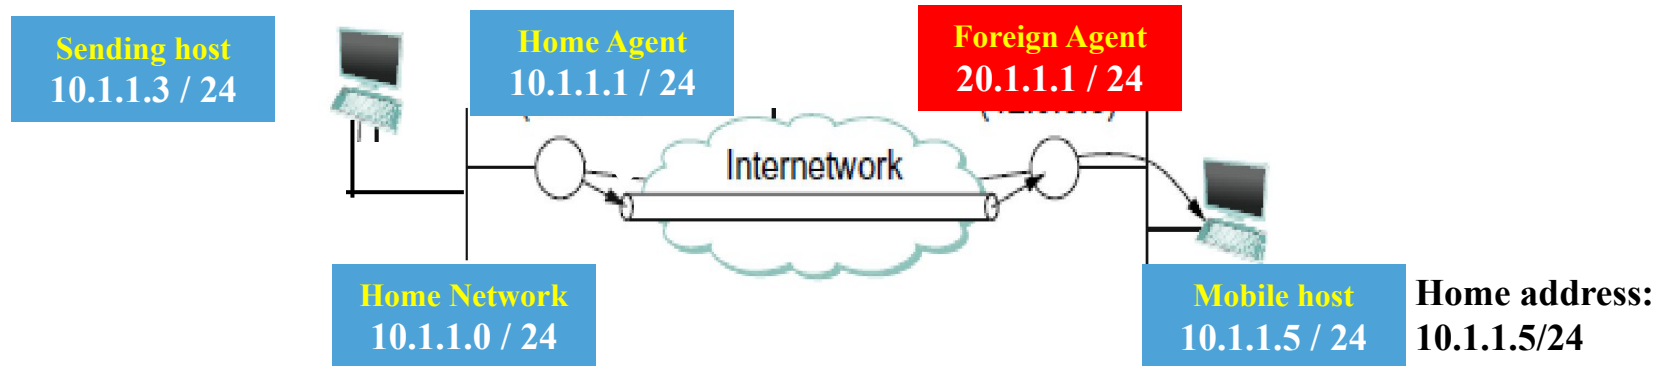 Sending host
10.1.1.3 / 24
Home Agent
10.1.1.1 / 24
Foreign Agent
20.1.1.1 / 24
Internetwork
Home Network
10.1.1.0 / 24
Mobile host
10.1.1.5 / 24
Home address:
10.1.1.5/24